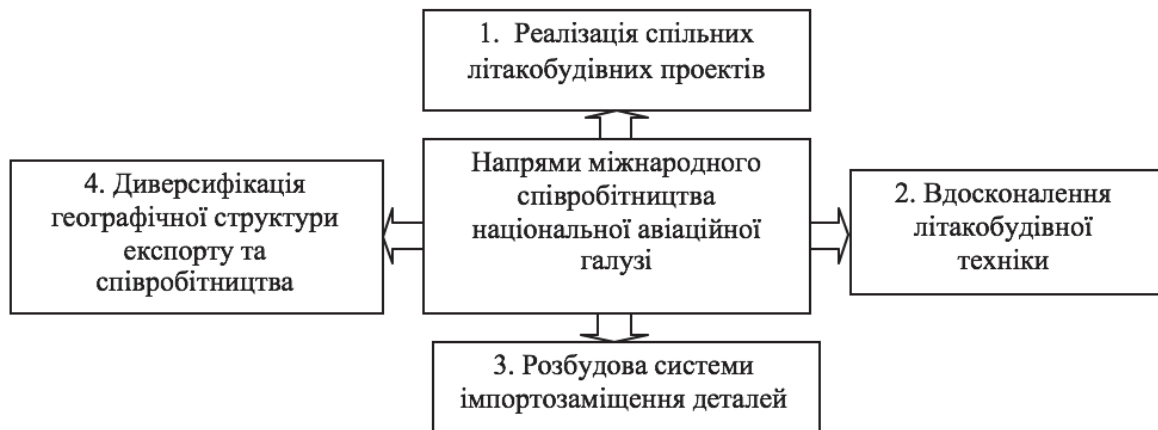 1. Реалізація спільних
літакобудівних проектів
Напрями міжнародного
співробітництва
національної авіаційної
галузі
4. Диверсифікація
географічної структури
експорту та
співробітництва
2. Вдосконалення
літакобудівної
техніки
3. Розбудова системи
імпортозаміщення деталей